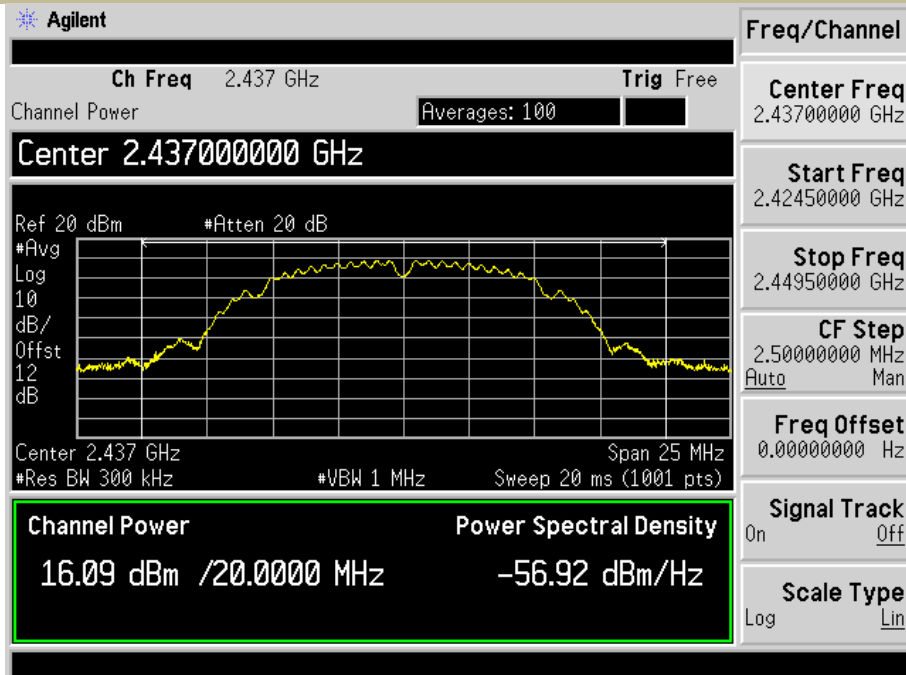 Agilent
Freq/Channel
Ch Freq 2.437 GHz Trig Free
Channel Power Averages: 100
Center 2.437000000 GHz
Ref 20 dBm #Atten 20 dB
#Avg
Log
10
dB/
Offst
12
dB
Center 2.437 GHz Span 25 MHz
#Res BW 300 kHz #VBW 1 MHz Sweep 20 ms (1001 pts)
Channel Power Power Spectral Density
16.09 dBm /20.0000 MHz -56.92 dBm/Hz
Center Freq
2.43700000 GHz
Start Freq
2.42450000 GHz
Stop Freq
2.44950000 GHz
CF Step
2.50000000 MHz
Auto Man
Freq Offset
0.00000000 Hz
Signal Track
On Off
Scale Type
Log Lin